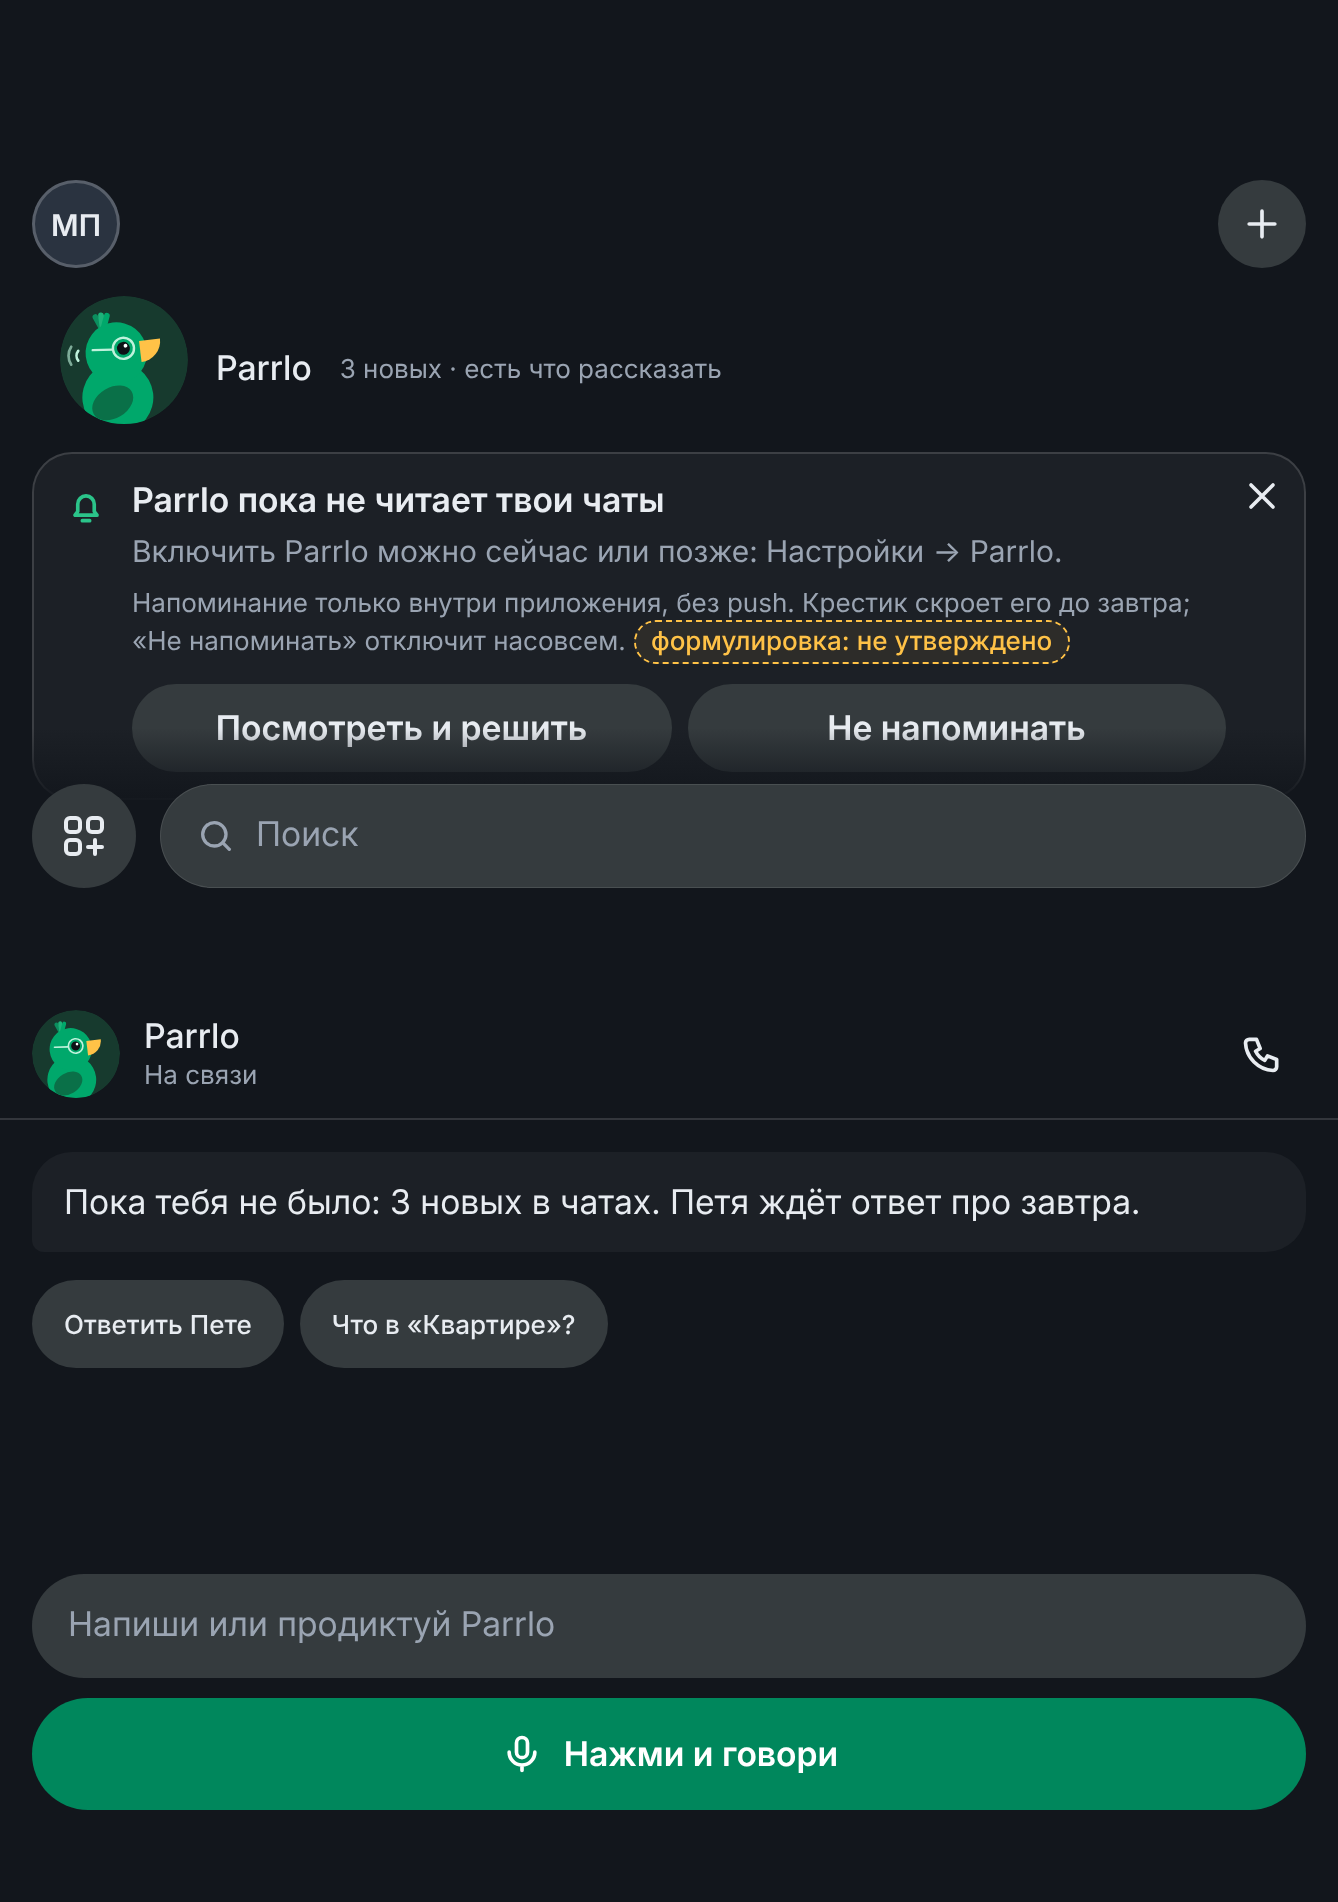 МП
Parrlo 3 новых · есть что рассказать
Parrlo пока не читает твои чаты
Включить Parrlo можно сейчас или позже: Настройки → Parrlo.
Напоминание только внутри приложения, без push. Крестик скроет его до завтра;
«Не напоминать» отключит насовсем. формулировка: не утверждено
Посмотреть и решить Не напоминать
Поиск
Parrlo
На связи
Пока тебя не было: 3 новых в чатах. Петя ждёт ответ про завтра.
Ответить Пете Что в «Квартире»?
Напиши или продиктуй Parrlo
Нажми и говори